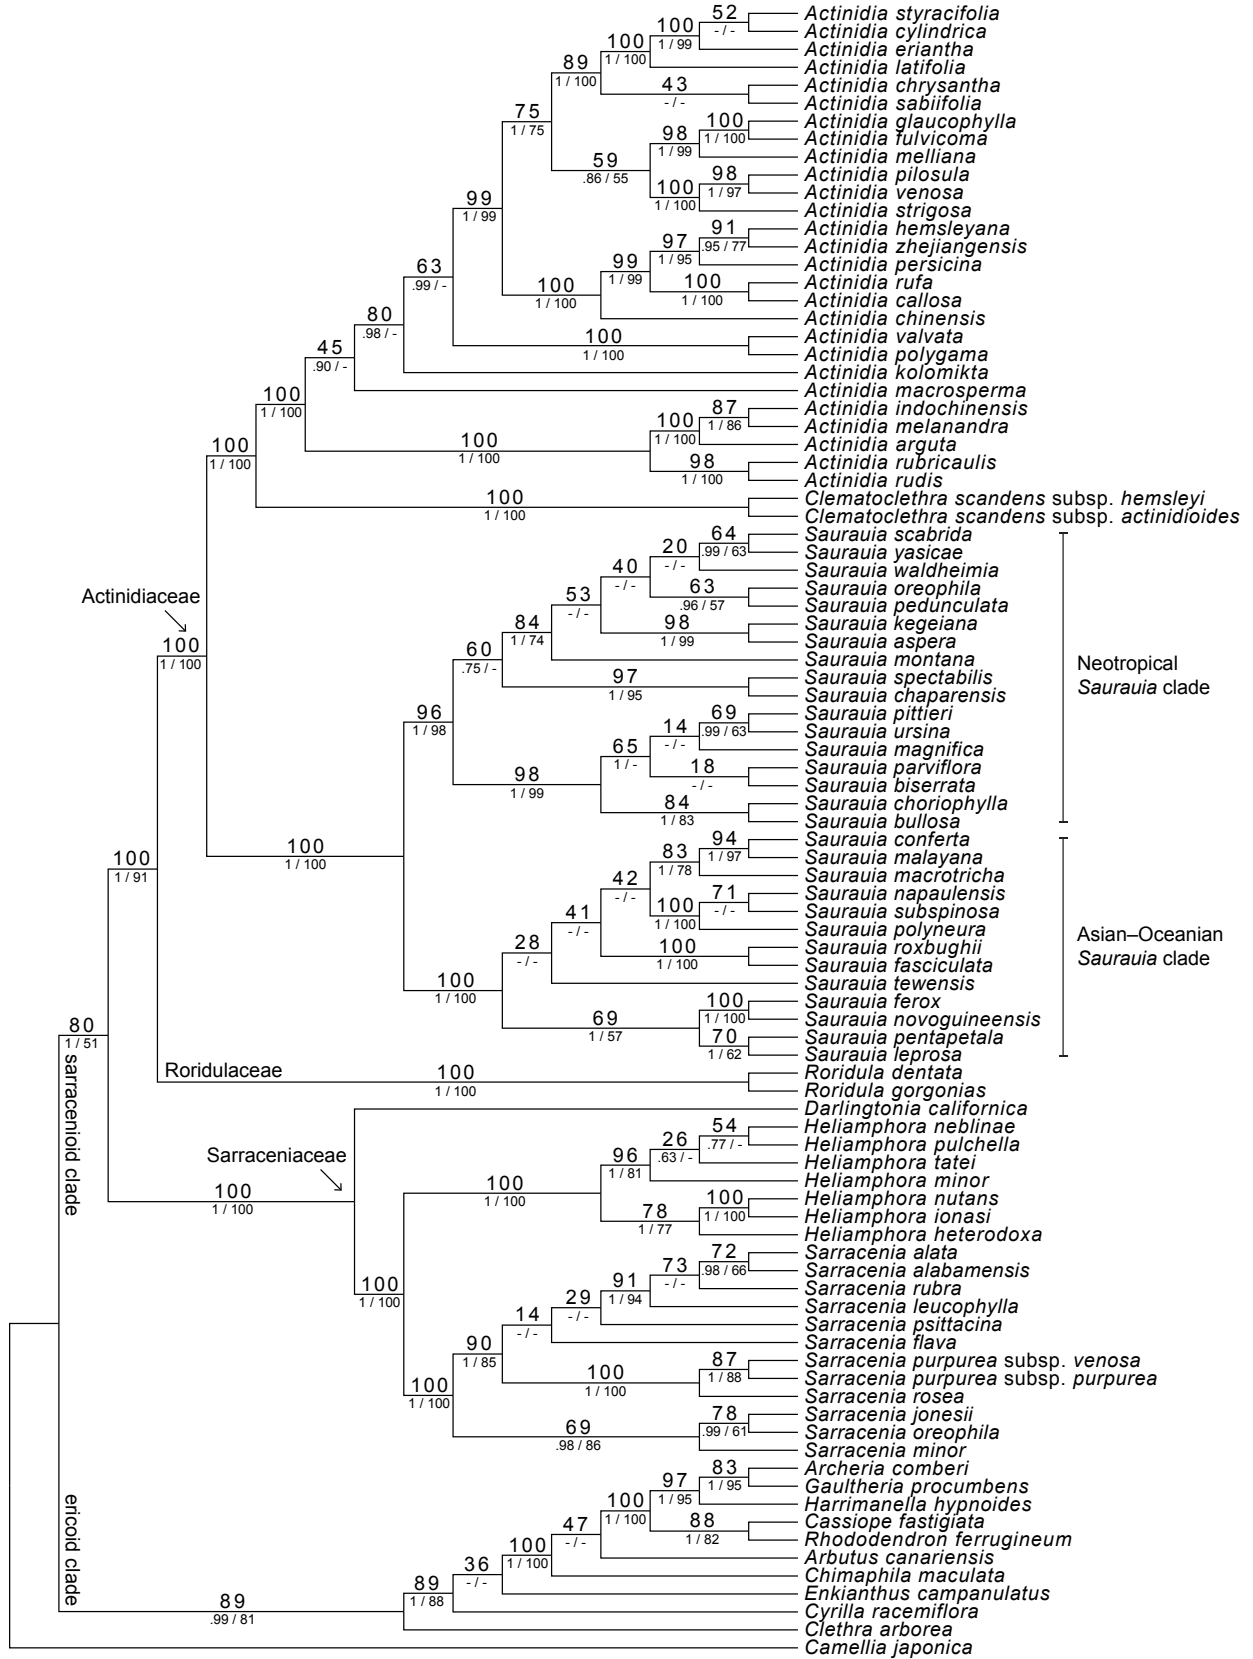 52
Actinidia styracifolia
- / -
100
Actinidia cylindrica
1 / 99
100
Actinidia eriantha
1 / 100
89
Actinidia latifolia
1 / 100
43
Actinidia chrysantha
- / -
Actinidia sabiifolia
75
1 / 75
100
Actinidia glaucophylla
1 / 100
98
Actinidia fulvicoma
1 / 99
Actinidia melliana
59
.86 / 55
98
Actinidia pilosula
1 / 97
100
Actinidia venosa
1 / 100
Actinidia strigosa
99
1 / 99
91
Actinidia hemsleyana
.95 / 77
97
Actinidia zhejiangensis
1 / 95
99
Actinidia persicina
1 / 99
63
.99 / -
100
Actinidia rufa
1 / 100
100
Actinidia callosa
1 / 100
Actinidia chinensis
80
.98 / -
100
Actinidia valvata
1 / 100
Actinidia polygama
45
.90 / -
Actinidia kolomikta
Actinidia macrosperma
100
1 / 100
87
Actinidia indochinensis
1 / 86
100
Actinidia melanandra
1 / 100
100
1 / 100
Actinidia arguta
100
1 / 100
98
Actinidia rubricaulis
1 / 100
Actinidia rudis
100
Clematoclethra scandens subsp. hemsleyi
1 / 100
Clematoclethra scandens subsp. actinidioides
64
Saurauia scabrida
.99 / 63
20
Saurauia yasicae
- / -
40
Saurauia waldheimia
- / -
63
Saurauia oreophila
.96 / 57
53
Saurauia pedunculata
- / -
Actinidiaceae
84
1 / 74
98
Saurauia kegeiana
1 / 99
Saurauia aspera
100
1 / 100
60
.75 / -
Saurauia montana
Neotropical
Saurauia clade
97
Saurauia spectabilis
1 / 95
Saurauia chaparensis
96
1 / 98
69
Saurauia pittieri
.99 / 63
14
Saurauia ursina
- / -
65
Saurauia magnifica
1 / -
98
1 / 99
18
Saurauia parviflora
- / -
Saurauia biserrata
84
Saurauia choriophylla
1 / 83
Saurauia bullosa
100
1 / 100
100
1 / 91
94
Saurauia conferta
1 / 97
83
Saurauia malayana
1 / 78
42
Saurauia macrotricha
- / -
71
Saurauia napaulensis
- / -
100
Saurauia subspinosa
1 / 100
41
Saurauia polyneura
- / -
Asian–Oceanian
Saurauia clade
28
- / -
100
Saurauia roxbughii
1 / 100
Saurauia fasciculata
100
1 / 100
Saurauia tewensis
100
Saurauia ferox
1 / 100
69
Saurauia novoguineensis
1 / 57
70
Saurauia pentapetala
1 / 62
Saurauia leprosa
80
1 / 51
sarracenioid clade
Roridulaceae
100
Roridula dentata
1 / 100
Roridula gorgonias
Darlingtonia californica
54
Heliamphora neblinae
.77 / -
26
Heliamphora pulchella
.63 / -
Sarraceniaceae
96
Heliamphora tatei
1 / 81
Heliamphora minor
100
1 / 100
100
1 / 100
100
Heliamphora nutans
1 / 100
78
Heliamphora ionasi
1 / 77
Heliamphora heterodoxa
72
Sarracenia alata
.98 / 66
73
Sarracenia alabamensis
- / -
91
Sarracenia rubra
1 / 94
100
1 / 100
29
Sarracenia leucophylla
- / -
14
Sarracenia psittacina
- / -
Sarracenia flava
90
1 / 85
87
Sarracenia purpurea subsp. venosa
1 / 88
100
Sarracenia purpurea subsp. purpurea
1 / 100
Sarracenia rosea
100
1 / 100
78
Sarracenia jonesii
.99 / 61
69
Sarracenia oreophila
.98 / 86
Sarracenia minor
83
Archeria comberi
1 / 95
97
Gaultheria procumbens
1 / 95
100
Harrimanella hypnoides
1 / 100
88
Cassiope fastigiata
1 / 82
Rhododendron ferrugineum
47
- / -
Arbutus canariensis
100
1 / 100
Chimaphila maculata
36
- / -
Enkianthus campanulatus
89
1 / 88
Cyrilla racemiflora
ericoid clade
89
.99 / 81
Clethra arborea
Camellia japonica